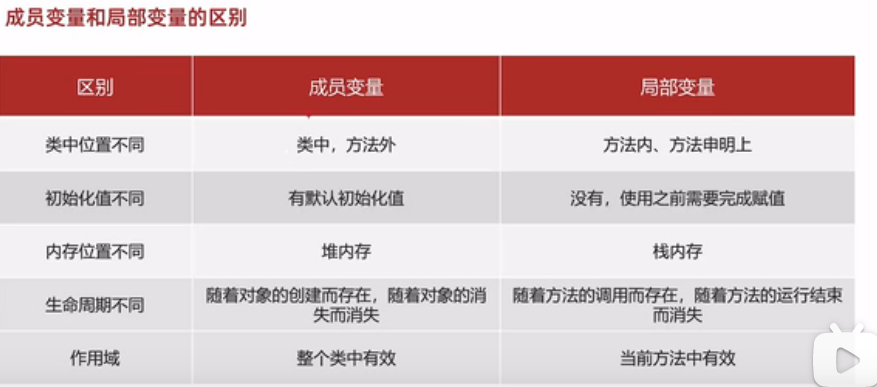 成员变量和局部变量的区别
区别 成员变量 局部变量
类中位置不同 类中，方法外 方法内、方法申明上
初始化值不同 有默认初始化值 没有，使用之前需要完成赋值
内存位置不同 堆内存 栈内存
生命周期不同 随着对象的创建而存在，随着对象的消
失而消失 随着方法的调用而存在，随着方法的运行结束
而消失
作用域 整个类中有效 当前方法中有效